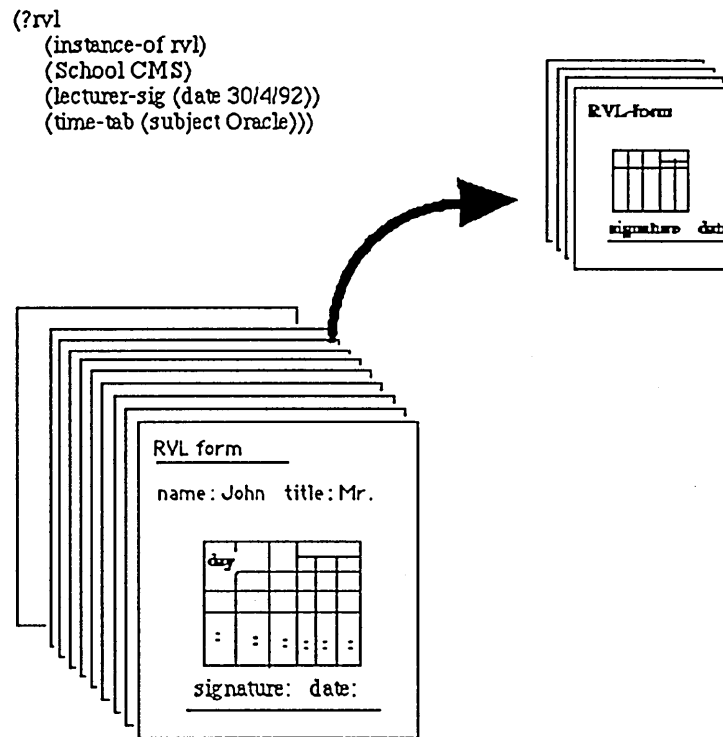 (?rvl
(instance-of rvl)
(School CMS)
(lecturer-sig (date 30/4/92))
(time-tab (subject Oracle)))
RVL-form
signature dat
RVL form
name: John title: Mr.
day
signature: date: